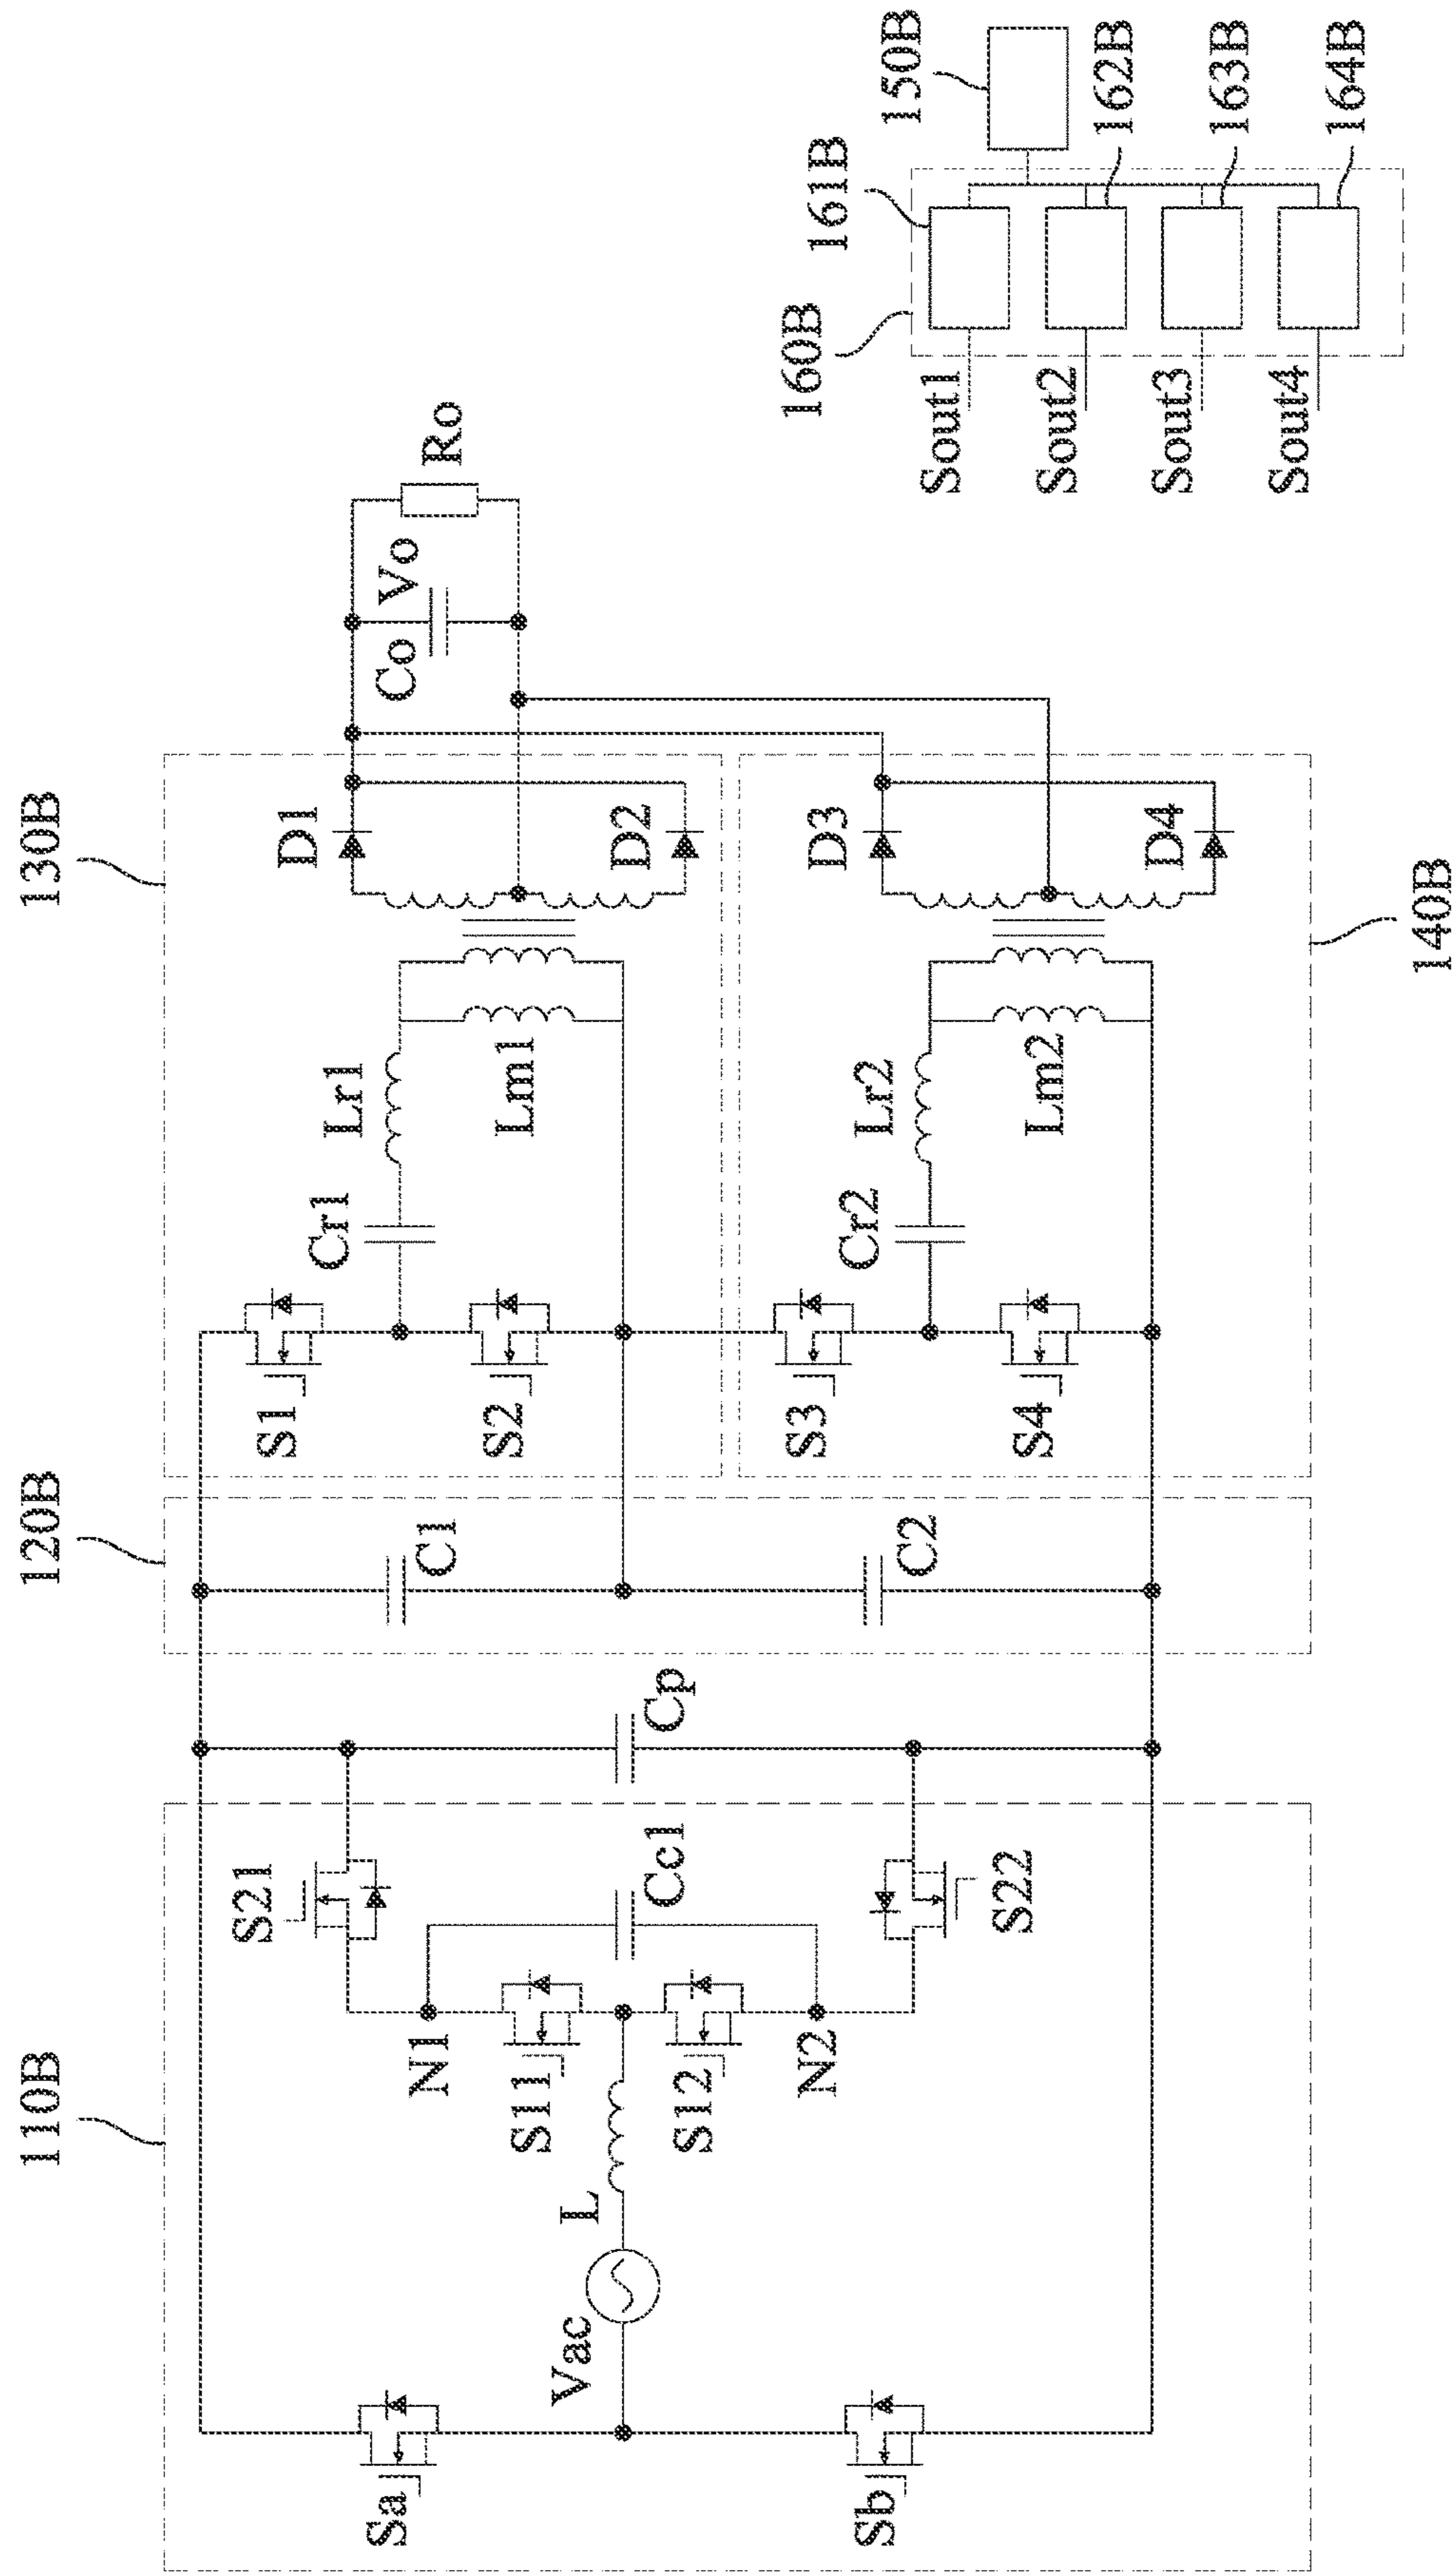 110B
120B
130B
Sa
Sb
Vac
L
S21
N1
S11
S12
N2
Cc1
S22
Cp
C1
C2
S1
S2
S3
S4
Cr1
Lr1
Lm1
Cr2
Lr2
Lm2
D1
D2
D3
D4
140B
Co
Vo
Ro
160B
161B
150B
162B
163B
164B
Sout1
Sout2
Sout3
Sout4